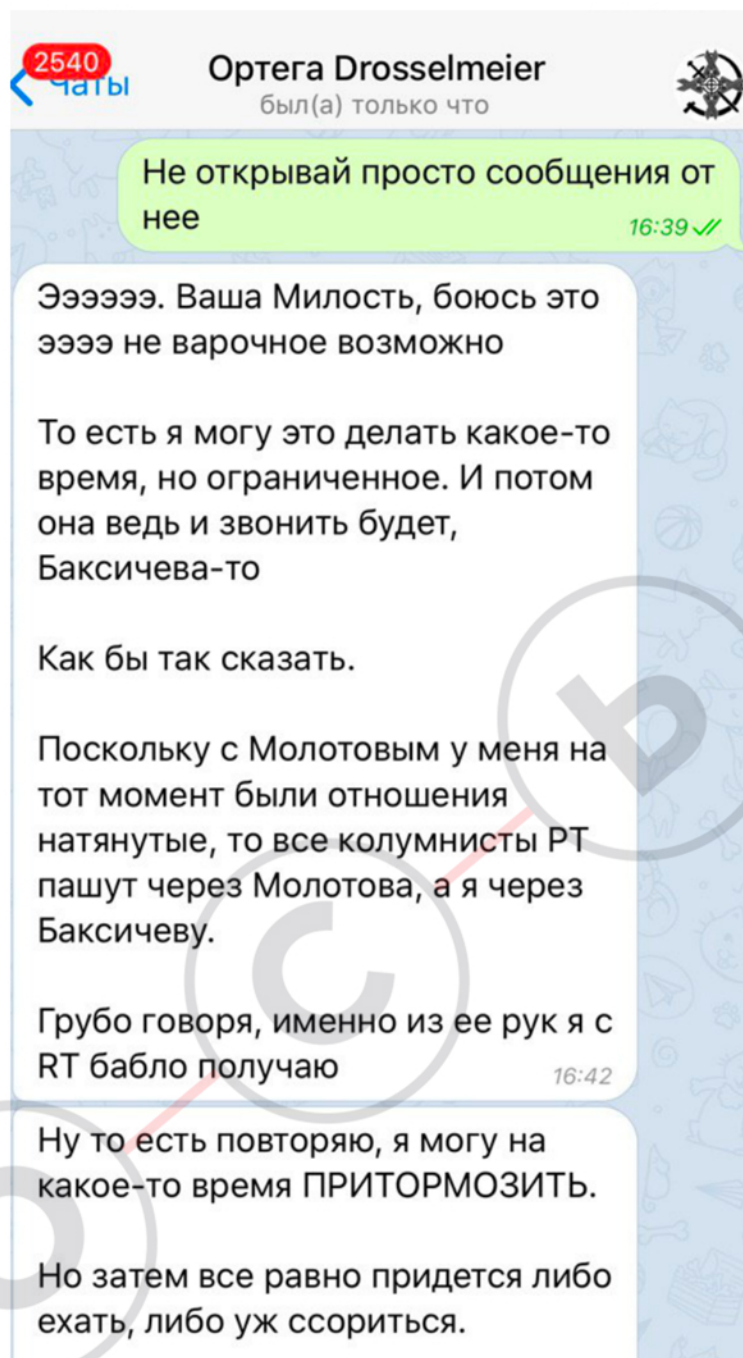 2540
Чаты
Ортега Drosselmeier
был(а) только что
Не открывай просто сообщения от
нее
16:39
Ээээээ. Ваша Милость, боюсь это
ээээ не варочное возможно
То есть я могу это делать какое-то
время, но ограниченное. И потом
она ведь и звонить будет,
Баксичева-то
Как бы так сказать.
Поскольку с Молотовым у меня на
тот момент были отношения
натянутые, то все колумнисты РТ
пашут через Молотова, а я через
Баксичеву.
Грубо говоря, именно из ее рук я с
RT бабло получаю
16:42
Ну то есть повторяю, я могу на
какое-то время ПРИТОРМОЗИТЬ.
Но затем все равно придется либо
ехать, либо уж ссориться.